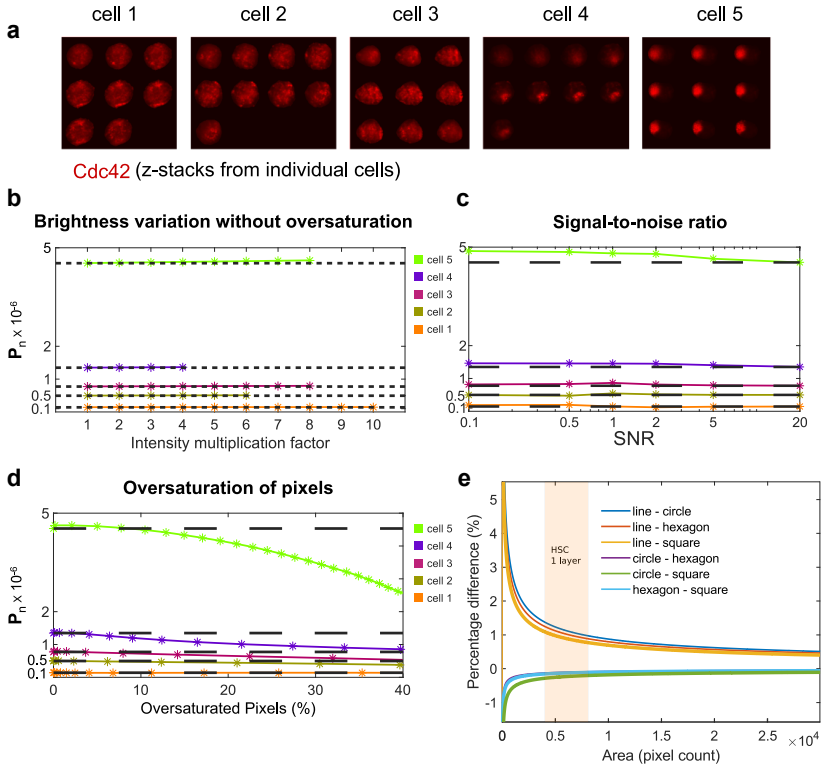 cell 1 cell 2 cell 3 cell 4 cell 5
a
Cdc42 (z-stacks from individual cells)
b
Brightness variation without oversaturation
5
2
1
0.5
0.1
Pn x 10-6
1 2 3 4 5 6 7 8 9 10
Intensity multiplication factor
cell 5
cell 4
cell 3
cell 2
cell 1
c
Signal-to-noise ratio
5
2
1
0.5
0.1
0.1 0.5 1 2 5 20
SNR
d
Oversaturation of pixels
5
2
1
0.5
0.1
Pn x 10-6
0 10 20 30 40
Oversaturated Pixels (%)
cell 5
cell 4
cell 3
cell 2
cell 1
e
5
4
3
2
1
0
-1
Percentage difference (%)
HSC
1 layer
line - circle
line - hexagon
line - square
circle - hexagon
circle - square
hexagon - square
0 0.5 1 1.5 2 2.5
×10⁴
Area (pixel count)